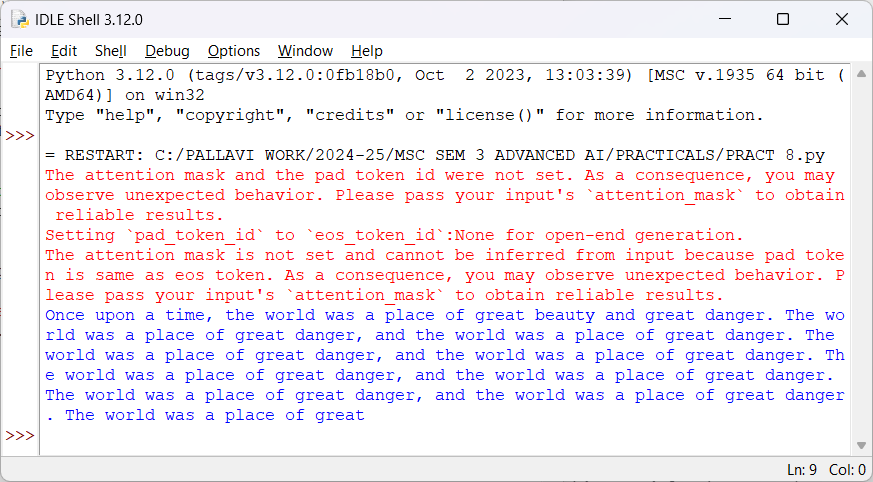 IDLE Shell 3.12.0
File Edit Shell Debug Options Window Help
Python 3.12.0 (tags/v3.12.0:0fb18b0, Oct  2 2023, 13:03:39) [MSC v.1935 64 bit (
AMD64)] on win32
Type "help", "copyright", "credits" or "license()" for more information.
>>>
= RESTART: C:/PALLAVI WORK/2024-25/MSC SEM 3 ADVANCED AI/PRACTICALS/PRACT 8.py
The attention mask and the pad token id were not set. As a consequence, you may
observe unexpected behavior. Please pass your input's `attention_mask` to obtain
 reliable results.
Setting `pad_token_id` to `eos_token_id`:None for open-end generation.
The attention mask is not set and cannot be inferred from input because pad toke
n is same as eos token. As a consequence, you may observe unexpected behavior. P
lease pass your input's `attention_mask` to obtain reliable results.
Once upon a time, the world was a place of great beauty and great danger. The wo
rld was a place of great danger, and the world was a place of great danger. The
world was a place of great danger, and the world was a place of great danger. Th
e world was a place of great danger, and the world was a place of great danger.
The world was a place of great danger, and the world was a place of great danger
. The world was a place of great
>>>
Ln: 9 Col: 0